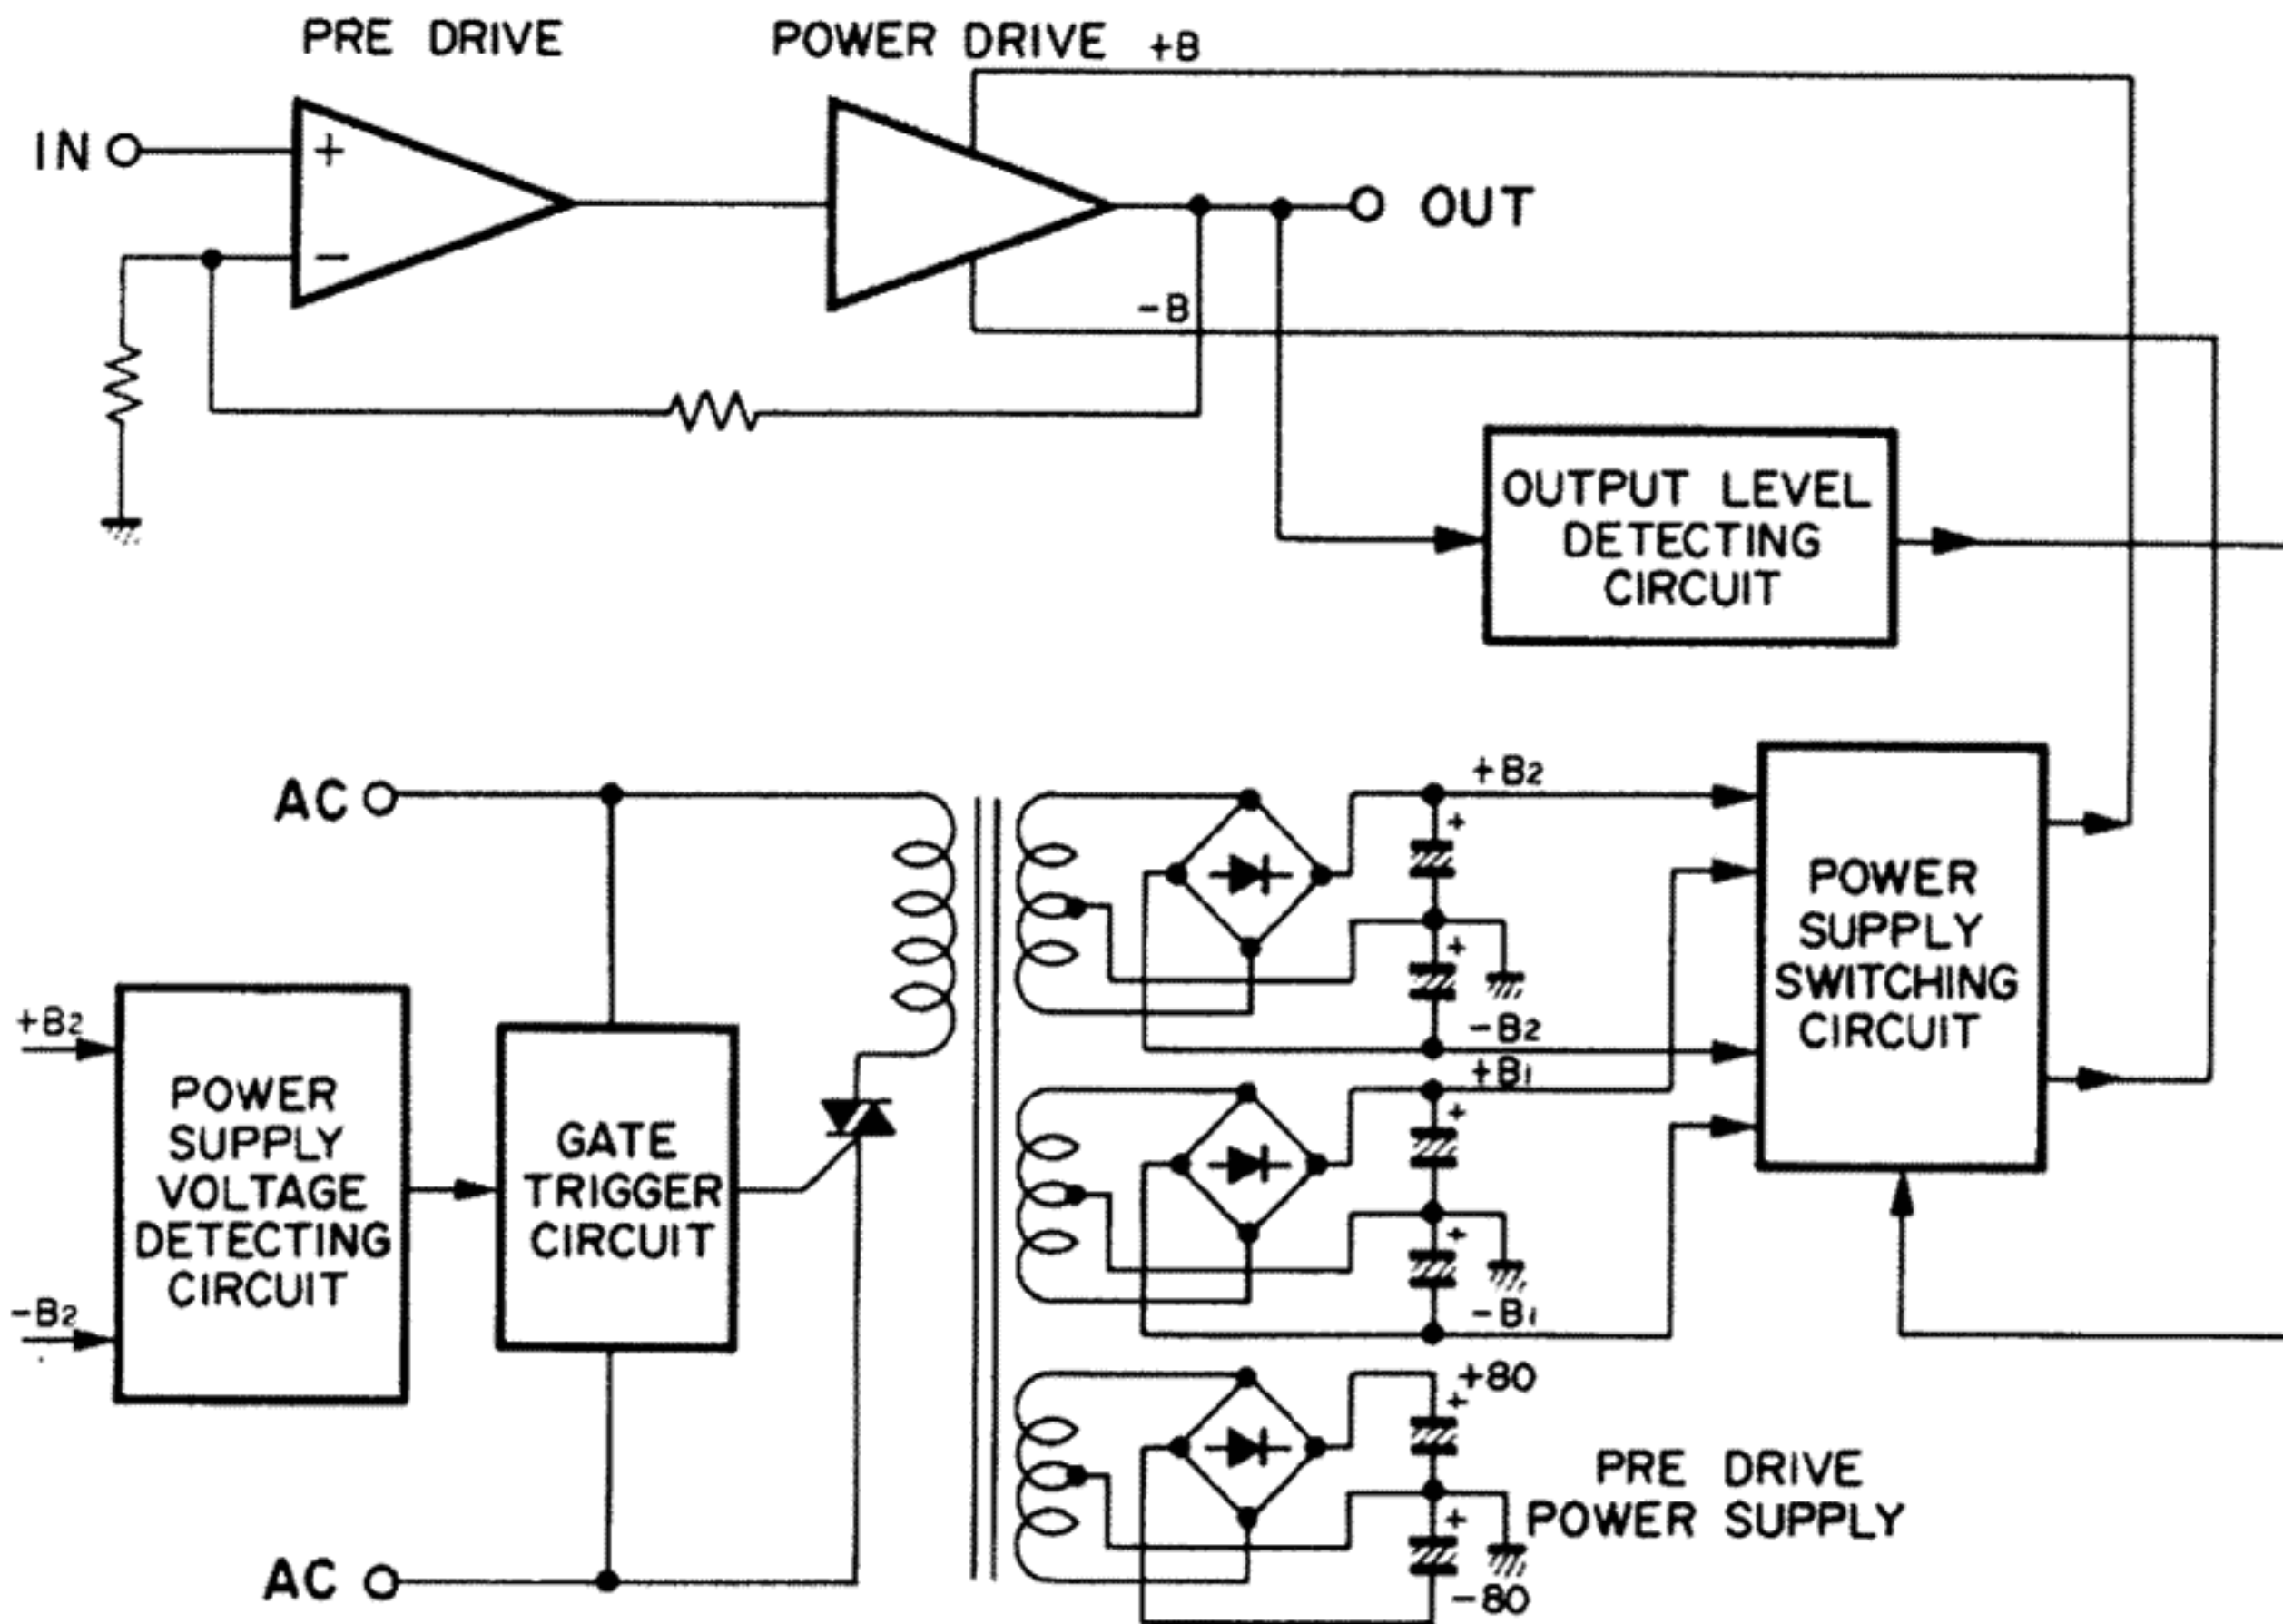 PRE DRIVE
POWER DRIVE
+B
IN
+
OUT
−
−B
OUTPUT LEVEL
DETECTING
CIRCUIT
AC
+B2
+
+
−B2
POWER
SUPPLY
SWITCHING
CIRCUIT
+B2
−B2
POWER
SUPPLY
VOLTAGE
DETECTING
CIRCUIT
GATE
TRIGGER
CIRCUIT
+B1
+
+
−B1
+80
+
+
−80
PRE DRIVE
POWER SUPPLY
AC